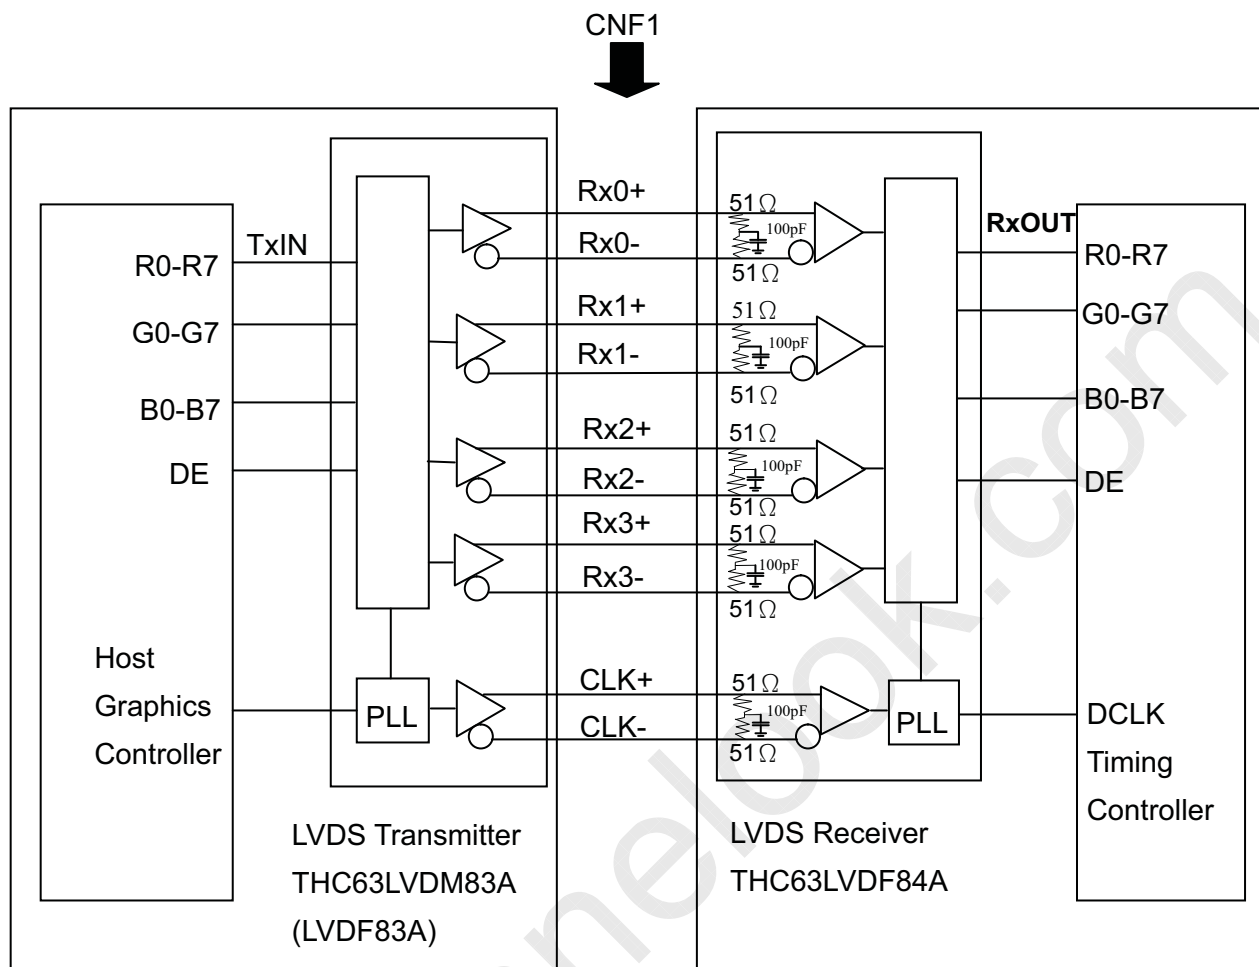 CNF1
Host
Graphics
Controller
R0-R7
G0-G7
B0-B7
DE
TxIN
PLL
LVDS Transmitter
THC63LVDM83A
(LVDF83A)
Rx0+
Rx0-
Rx1+
Rx1-
Rx2+
Rx2-
Rx3+
Rx3-
CLK+
CLK-
51Ω
100pF
51Ω
51Ω
100pF
51Ω
51Ω
100pF
51Ω
51Ω
100pF
51Ω
51Ω
100pF
51Ω
PLL
LVDS Receiver
THC63LVDF84A
RxOUT
R0-R7
G0-G7
B0-B7
DE
DCLK
Timing
Controller
nelook.com